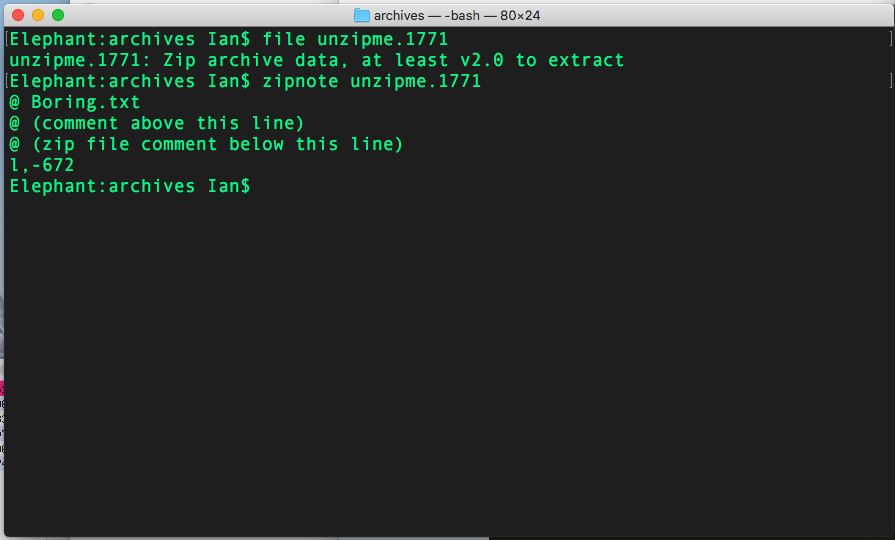 archives — -bash — 80×24
Elephant:archives Ian$ file unzipme.1771
unzipme.1771: Zip archive data, at least v2.0 to extract
Elephant:archives Ian$ zipnote unzipme.1771
@ Boring.txt
@ (comment above this line)
@ (zip file comment below this line)
l,-672
Elephant:archives Ian$